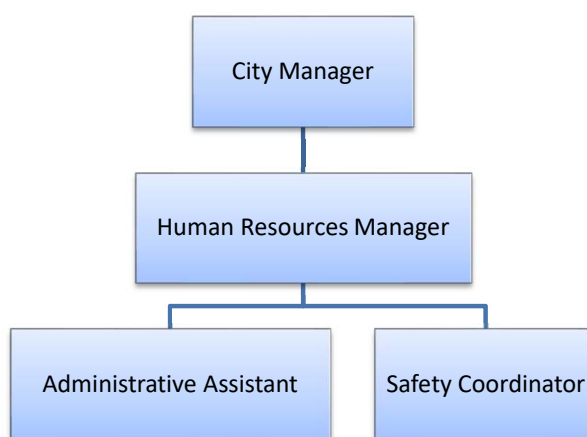 City Manager
Human Resources Manager
Administrative Assistant
Safety Coordinator